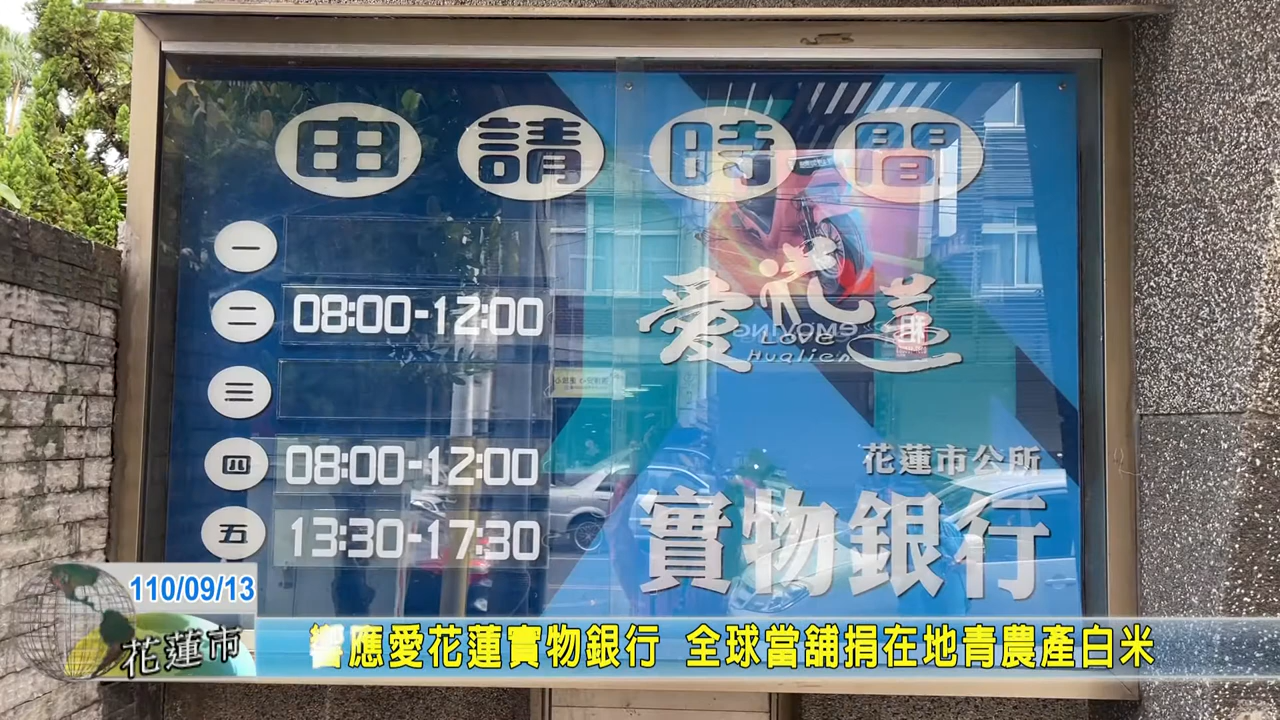 申請時間
一
二 08:00-12:00
三
四 08:00-12:00
五 13:30-17:30
愛花蓮
LOVE
Hualien
花蓮市公所
實物銀行
110/09/13
花蓮市
響應愛花蓮實物銀行 全球當舖捐在地青農產白米